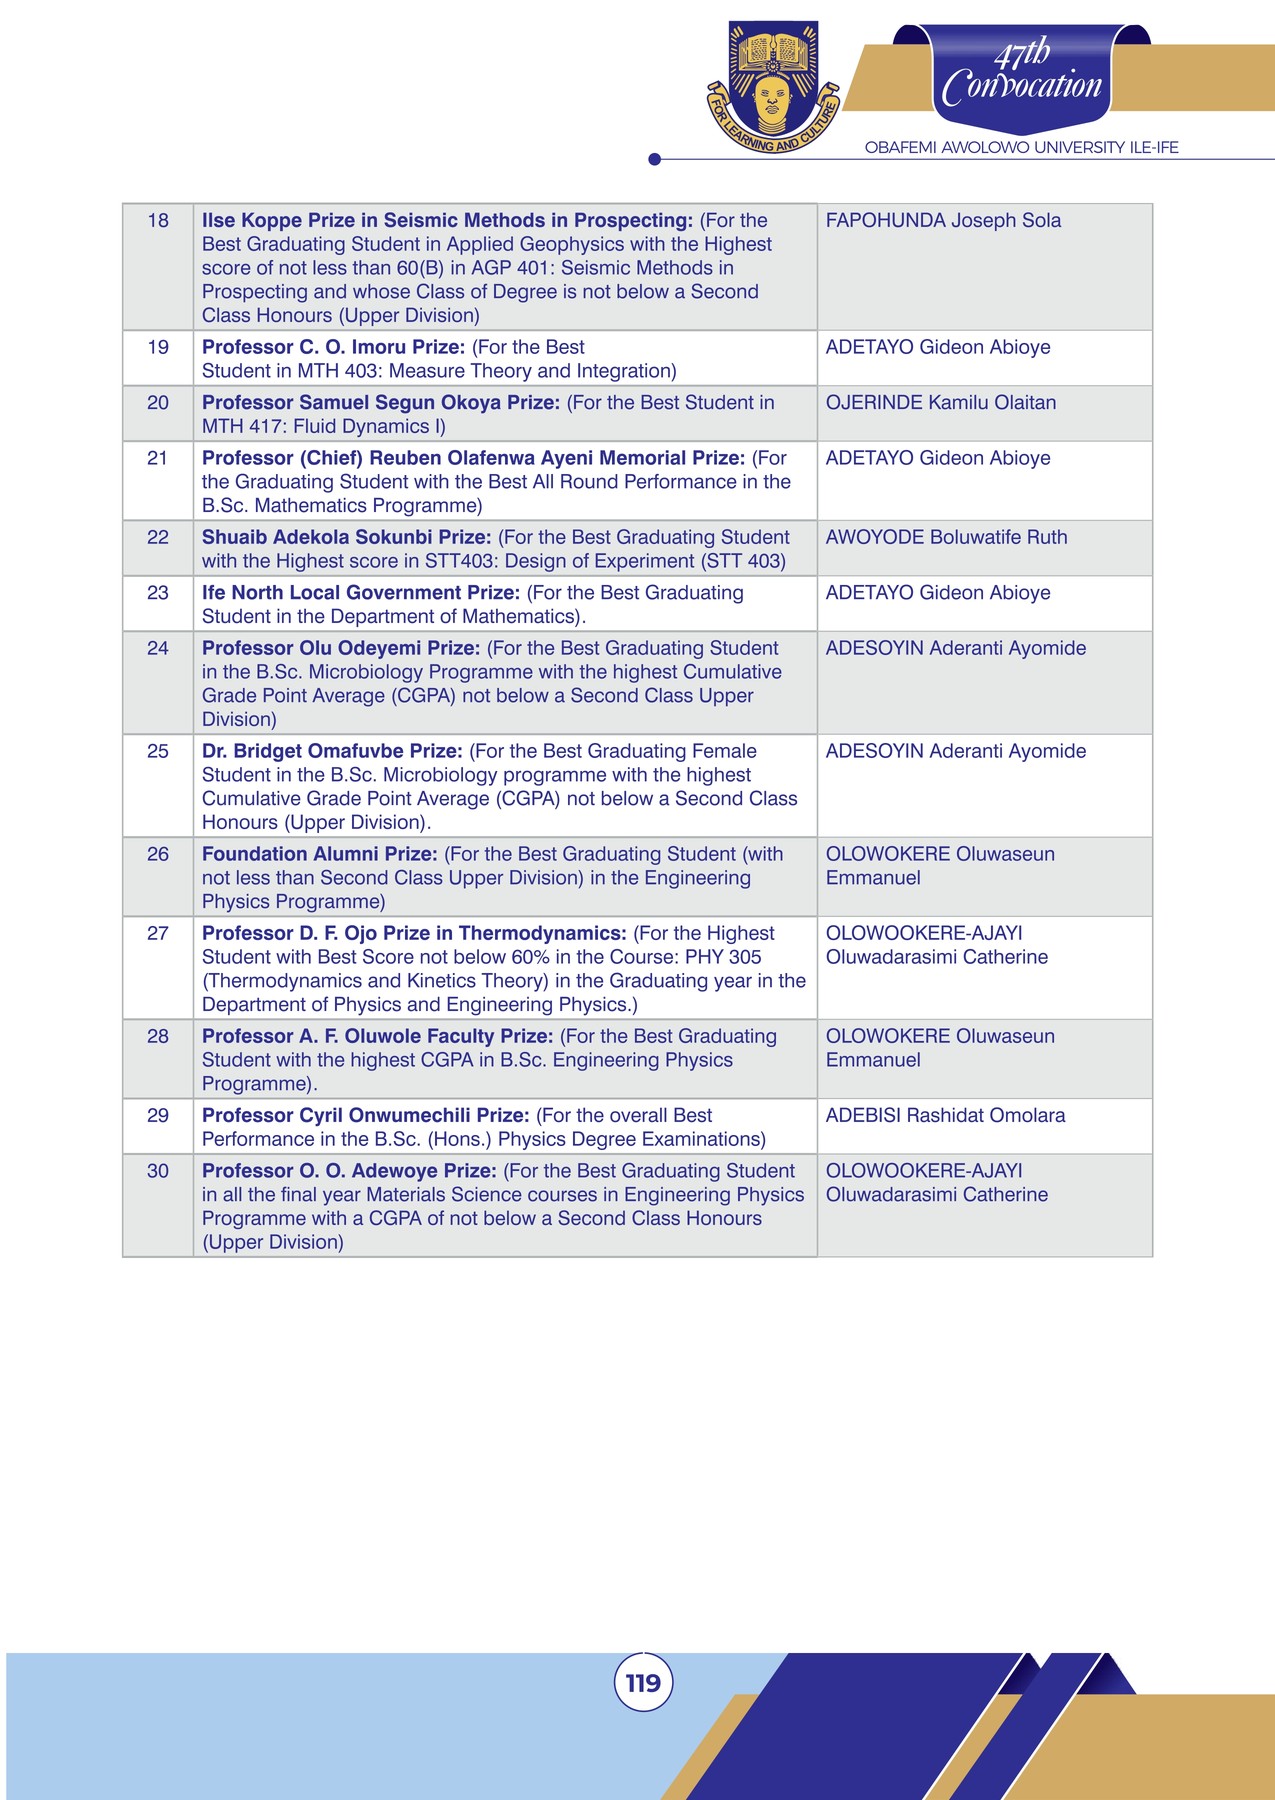 FOR LEARNING AND CULTURE
47th
Convocation
OBAFEMI AWOLOWO UNIVERSITY ILE-IFE
18 Ilse Koppe Prize in Seismic Methods in Prospecting: (For the FAPOHUNDA Joseph Sola
Best Graduating Student in Applied Geophysics with the Highest
score of not less than 60(B) in AGP 401: Seismic Methods in
Prospecting and whose Class of Degree is not below a Second
Class Honours (Upper Division)
19 Professor C. O. Imoru Prize: (For the Best ADETAYO Gideon Abioye
Student in MTH 403: Measure Theory and Integration)
20 Professor Samuel Segun Okoya Prize: (For the Best Student in OJERINDE Kamilu Olaitan
MTH 417: Fluid Dynamics I)
21 Professor (Chief) Reuben Olafenwa Ayeni Memorial Prize: (For ADETAYO Gideon Abioye
the Graduating Student with the Best All Round Performance in the
B.Sc. Mathematics Programme)
22 Shuaib Adekola Sokunbi Prize: (For the Best Graduating Student AWOYODE Boluwatife Ruth
with the Highest score in STT403: Design of Experiment (STT 403)
23 Ife North Local Government Prize: (For the Best Graduating ADETAYO Gideon Abioye
Student in the Department of Mathematics).
24 Professor Olu Odeyemi Prize: (For the Best Graduating Student ADESOYIN Aderanti Ayomide
in the B.Sc. Microbiology Programme with the highest Cumulative
Grade Point Average (CGPA) not below a Second Class Upper
Division)
25 Dr. Bridget Omafuvbe Prize: (For the Best Graduating Female ADESOYIN Aderanti Ayomide
Student in the B.Sc. Microbiology programme with the highest
Cumulative Grade Point Average (CGPA) not below a Second Class
Honours (Upper Division).
26 Foundation Alumni Prize: (For the Best Graduating Student (with OLOWOKERE Oluwaseun
not less than Second Class Upper Division) in the Engineering Emmanuel
Physics Programme)
27 Professor D. F. Ojo Prize in Thermodynamics: (For the Highest OLOWOOKERE-AJAYI
Student with Best Score not below 60% in the Course: PHY 305 Oluwadarasimi Catherine
(Thermodynamics and Kinetics Theory) in the Graduating year in the
Department of Physics and Engineering Physics.)
28 Professor A. F. Oluwole Faculty Prize: (For the Best Graduating OLOWOKERE Oluwaseun
Student with the highest CGPA in B.Sc. Engineering Physics Emmanuel
Programme).
29 Professor Cyril Onwumechili Prize: (For the overall Best ADEBISI Rashidat Omolara
Performance in the B.Sc. (Hons.) Physics Degree Examinations)
30 Professor O. O. Adewoye Prize: (For the Best Graduating Student OLOWOOKERE-AJAYI
in all the final year Materials Science courses in Engineering Physics Oluwadarasimi Catherine
Programme with a CGPA of not below a Second Class Honours
(Upper Division)
119